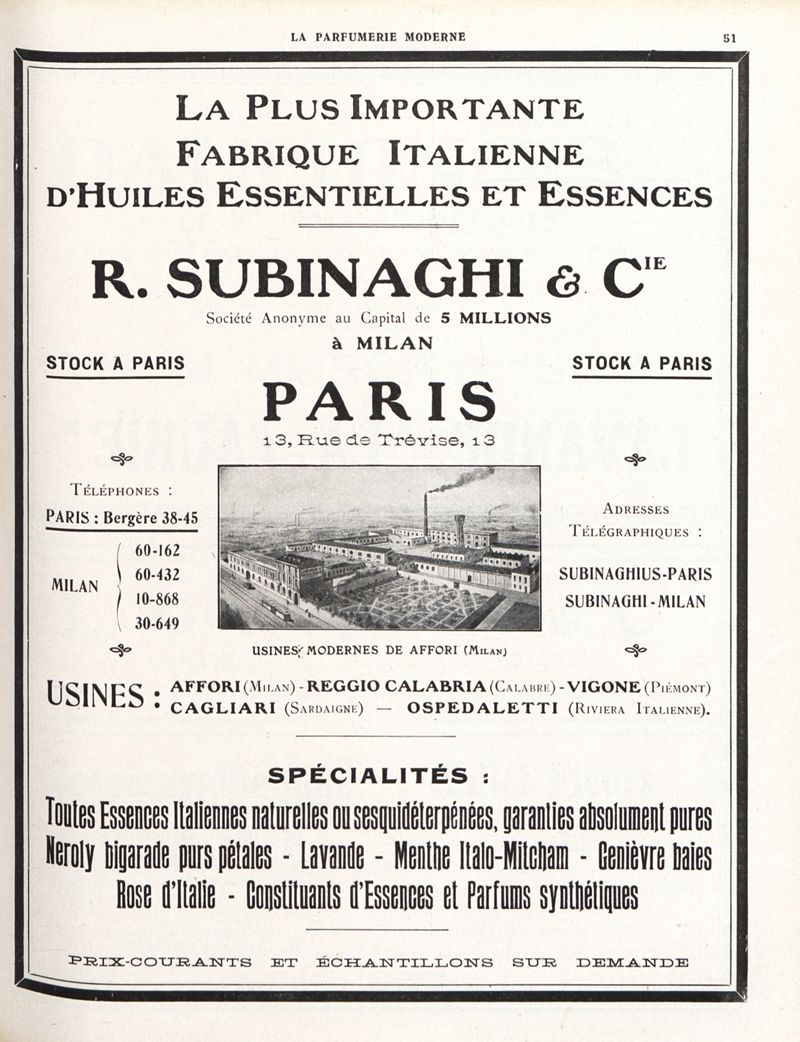 LA PARFUMERIE MODERNE
51
LA PLUS IMPORTANTE
FABRIQUE ITALIENNE
D'HUILES ESSENTIELLES ET ESSENCES
R. SUBINAGHI & CIE
Société Anonyme au Capital de 5 MILLIONS
à MILAN
STOCK A PARIS
STOCK A PARIS
PARIS
13, Rue de Trévise, 13
TÉLÉPHONES :
PARIS : Bergère 38-45
MILAN
60-162
60-432
10-868
30-649
ADRESSES
TÉLÉGRAPHIQUES :
SUBINAGHIUS-PARIS
SUBINAGHI-MILAN
USINES MODERNES DE AFFORI (MILAN)
USINES :
AFFORI (MILAN) - REGGIO CALABRIA (CALABRE) - VIGONE (PIÉMONT)
CAGLIARI (SARDAIGNE) — OSPEDALETTI (RIVIERA ITALIENNE).
SPÉCIALITÉS :
Toutes Essences Italiennes naturelles ou sesquidéterpénées, garanties absolument pures
Neroly bigarade purs pétales - Lavande - Menthe Italo-Mitcham - Genièvre baies
Rose d'Italie - Constituants d'Essences et Parfums synthétiques
PRIX-COURANTS ET ÉCHANTILLONS SUR DEMANDE